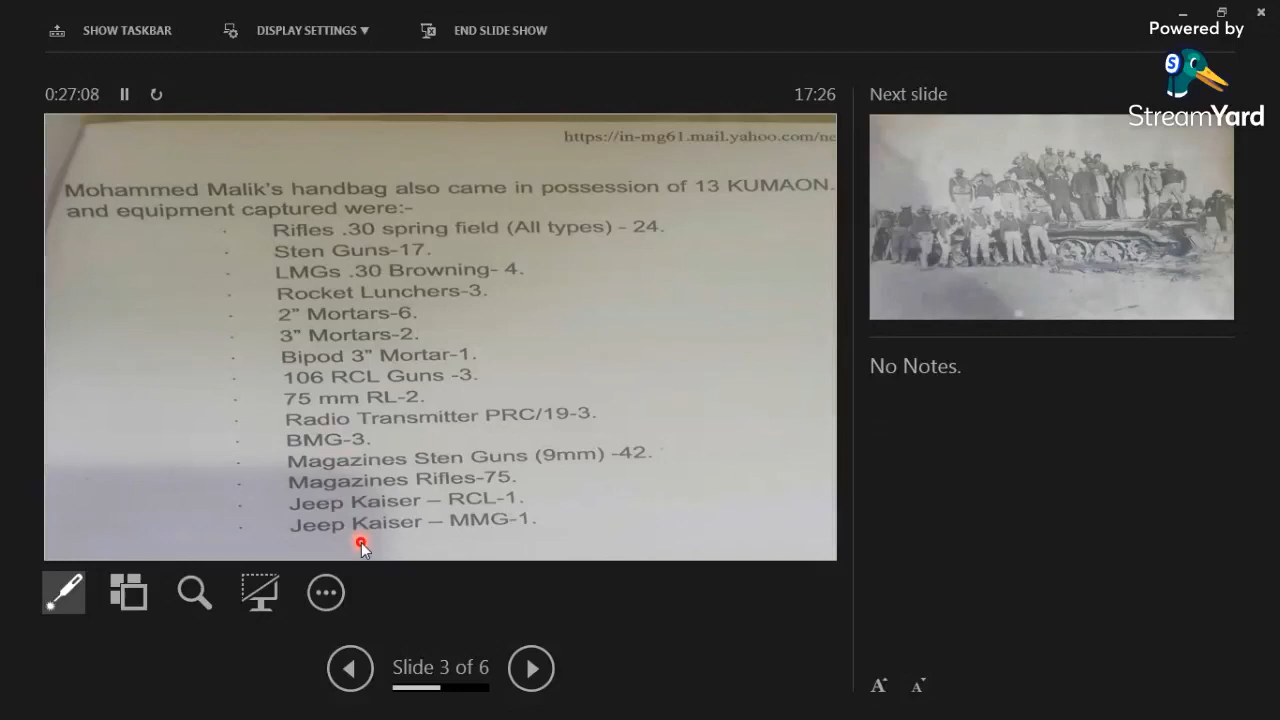 SHOW TASKBAR
DISPLAY SETTINGS ▼
END SLIDE SHOW
Powered by
StreamYard
0:27:08
17:26
Next slide
https://in-mg61.mail.yahoo.com/ne
Mohammed Malik's handbag also came in possession of 13 KUMAON.
and equipment captured were:-
· Rifles .30 spring field (All types) - 24.
· Sten Guns-17.
· LMGs .30 Browning- 4.
· Rocket Lunchers-3.
· 2” Mortars-6.
· 3” Mortars-2.
· Bipod 3” Mortar-1.
· 106 RCL Guns -3.
· 75 mm RL-2.
· Radio Transmitter PRC/19-3.
· BMG-3.
· Magazines Sten Guns (9mm) -42.
· Magazines Rifles-75.
· Jeep Kaiser – RCL-1.
· Jeep Kaiser – MMG-1.
No Notes.
Slide 3 of 6
A A